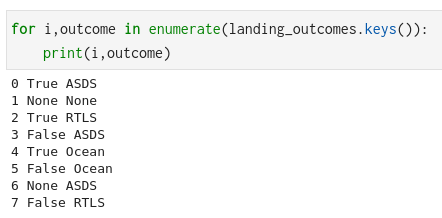 for i,outcome in enumerate(landing_outcomes.keys()):
    print(i,outcome)
0 True ASDS
1 None None
2 True RTLS
3 False ASDS
4 True Ocean
5 False Ocean
6 None ASDS
7 False RTLS